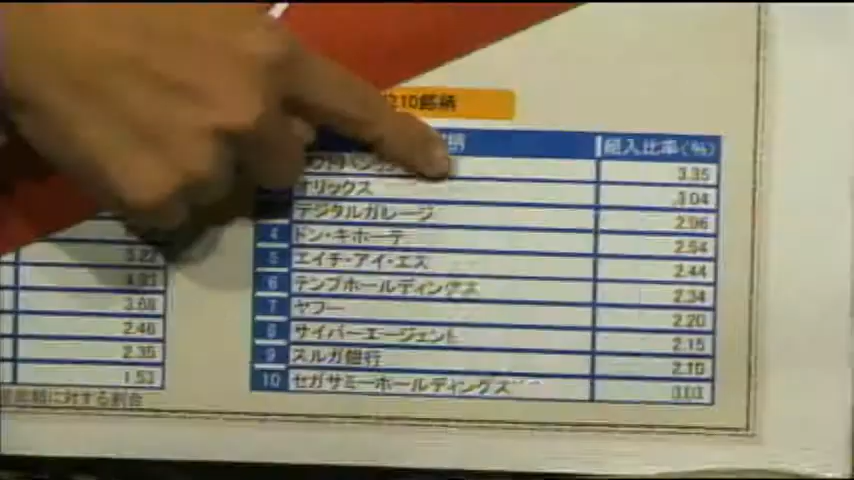 10銘柄
柄 組入比率(%)
3.35
オリックス 3.04
デジタルガレージ 2.96
4 ドン・キホーテ 2.54
5 エイチ・アイ・エス 2.44
6 テンプホールディングス 2.34
7 ヤフー 2.20
8 サイバーエージェント 2.15
9 スルガ銀行 2.10
10 セガサミーホールディングス
3.68
2.46
2.35
1.53
に対する割合